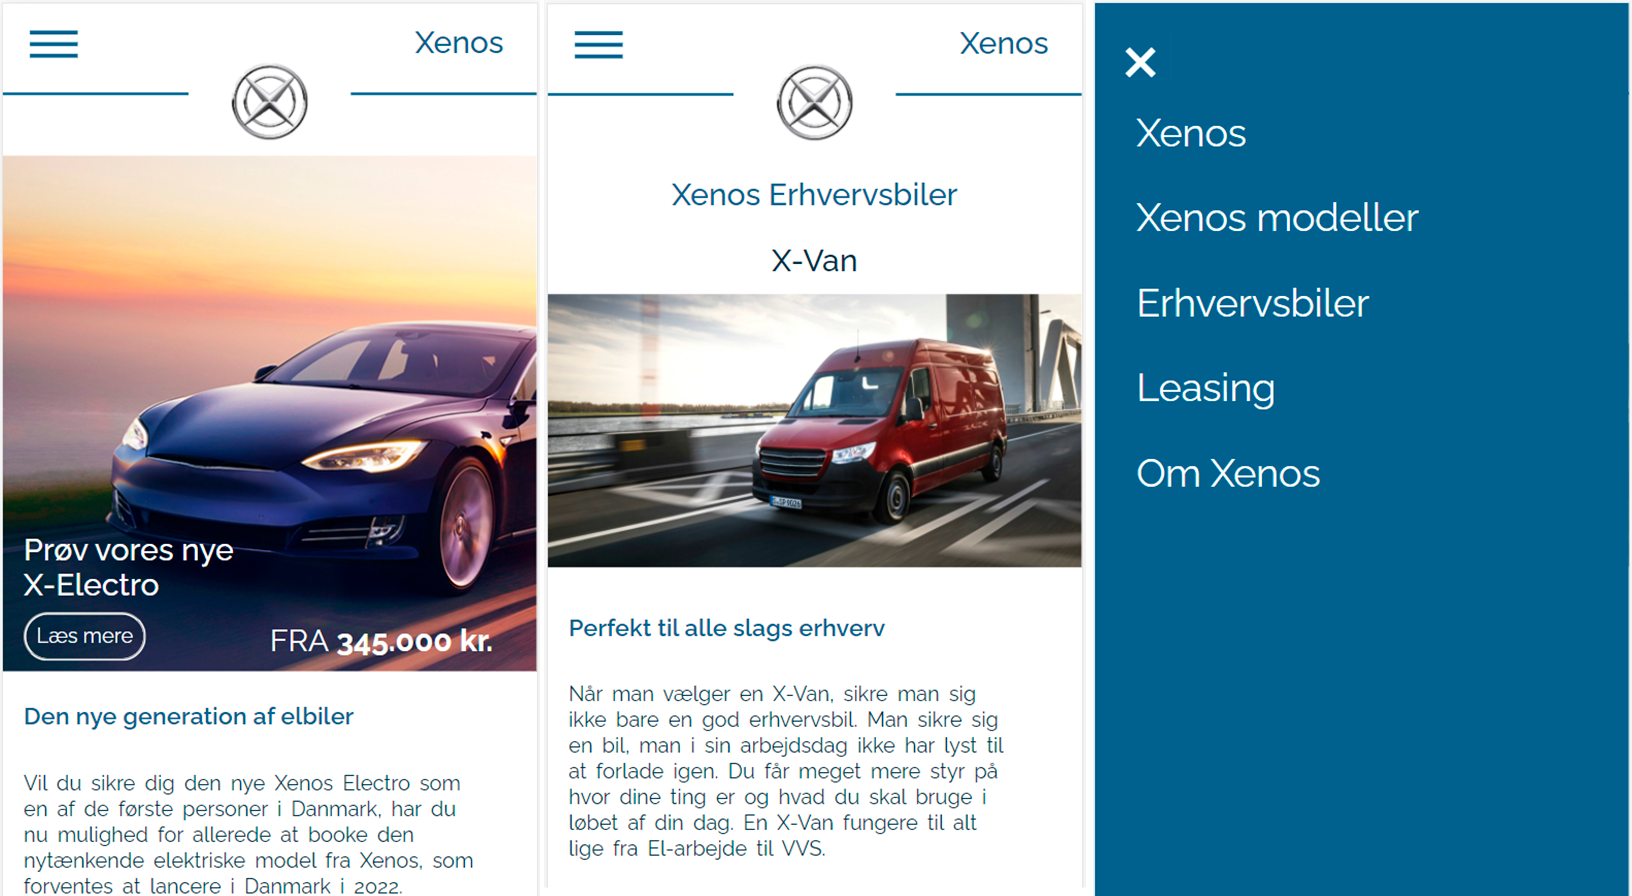 Xenos
Prøv vores nye
X-Electro
Læs mere
FRA 345.000 kr.
Den nye generation af elbiler
Vil du sikre dig den nye Xenos Electro som
en af de første personer i Danmark, har du
nu mulighed for allerede at booke den
nytænkende elektriske model fra Xenos, som
forventes at lancere i Danmark i 2022.
Xenos
Xenos Erhvervsbiler
X-Van
Perfekt til alle slags erhverv
Når man vælger en X-Van, sikre man sig
ikke bare en god erhvervsbil. Man sikre sig
en bil, man i sin arbejdsdag ikke har lyst til
at forlade igen. Du får meget mere styr på
hvor dine ting er og hvad du skal bruge i
løbet af din dag. En X-Van fungere til alt
lige fra El-arbejde til VVS.
Xenos
Xenos modeller
Erhvervsbiler
Leasing
Om Xenos